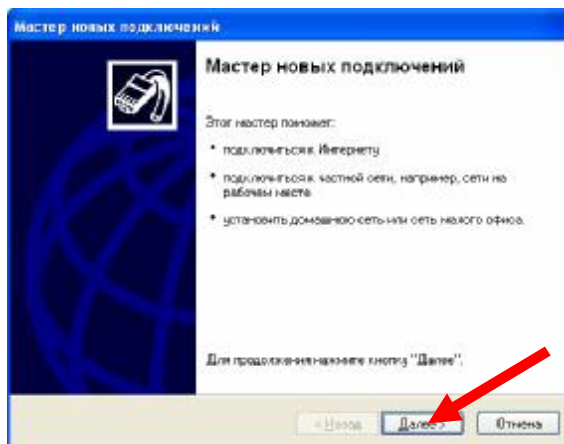 Мастер новых подключений
Мастер новых подключений
Этот мастер поможет:
• подключиться к Интернету
• подключиться к частной сети, например, сети на
рабочем месте
• установить домашнюю сеть или сеть малого офиса.
Для продолжения нажмите кнопку "Далее".
< Назад Далее > Отмена